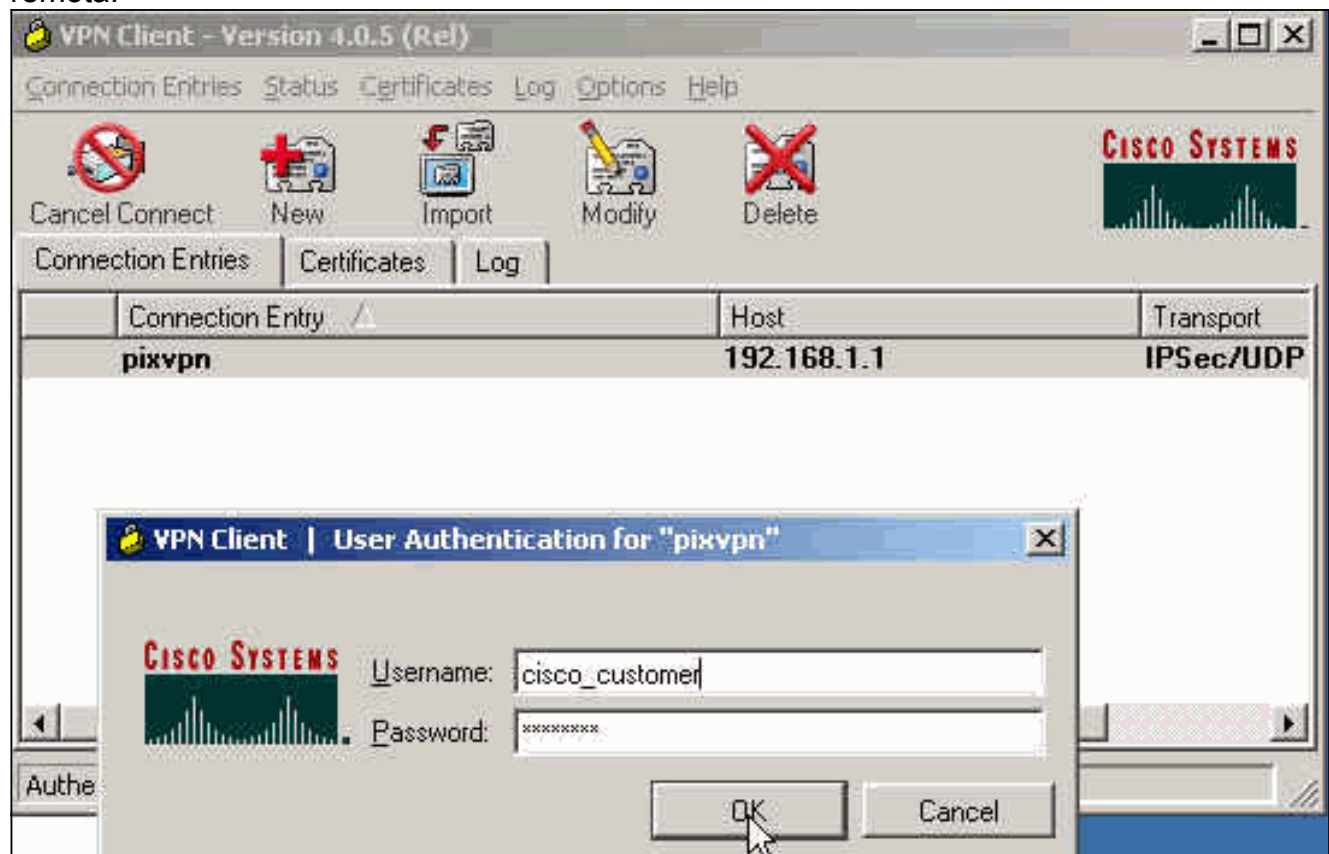 remota.
VPN Client - Version 4.0.5 (Rel)
Connection Entries Status Certificates Log Options Help
Cancel Connect New Import Modify Delete
CISCO SYSTEMS
Connection Entries Certificates Log
Connection Entry Host Transport
pixvpn 192.168.1.1 IPSec/UDP
VPN Client | User Authentication for "pixvpn"
CISCO SYSTEMS
Username: cisco_customer
Password: ********
Authe
OK Cancel